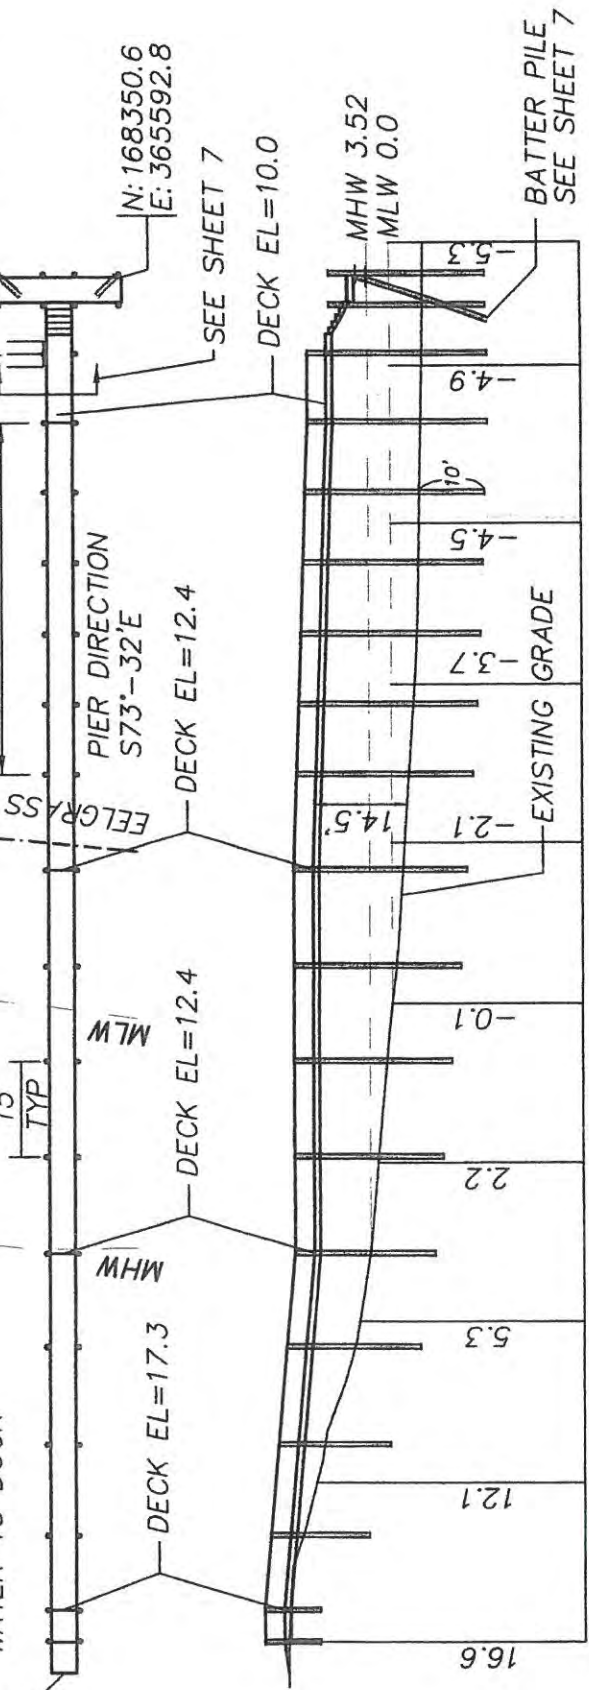 N: 168350.6
E: 365592.8
SEE SHEET 7
DECK EL=10.0
PIER DIRECTION
S73°-32'E
EELGRASS
DECK EL=12.4
MLW
15
TYP
DECK EL=12.4
MHW
DECK EL=17.3
MHW 3.52
MLW 0.0
BATTER PILE
SEE SHEET 7
10'
14.5'
EXISTING GRADE
-5.3
-4.9
-4.5
-3.7
-2.1
-0.1
2.2
5.3
12.1
16.6